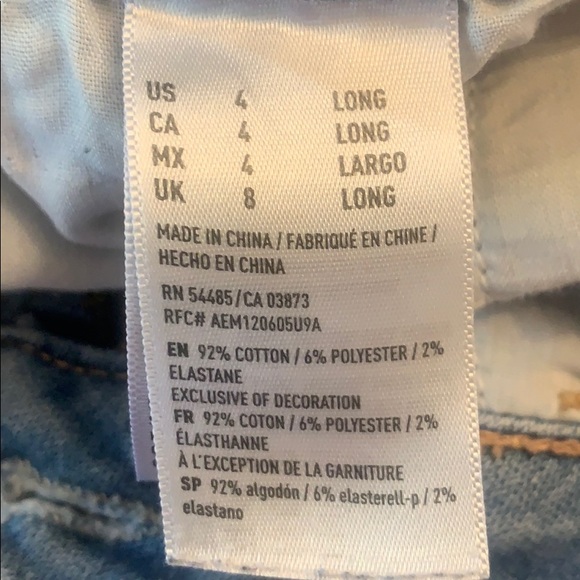 US 4 LONG
CA 4 LONG
MX 4 LARGO
UK 8 LONG
MADE IN CHINA / FABRIQUÉ EN CHINE /
HECHO EN CHINA
RN 54485/CA 03873
RFC# AEM120605U9A
EN 92% COTTON / 6% POLYESTER / 2%
ELASTANE
EXCLUSIVE OF DECORATION
FR 92% COTON / 6% POLYESTER / 2%
ÉLASTHANNE
À L'EXCEPTION DE LA GARNITURE
SP 92% algodón / 6% elasterell-p / 2%
elastano